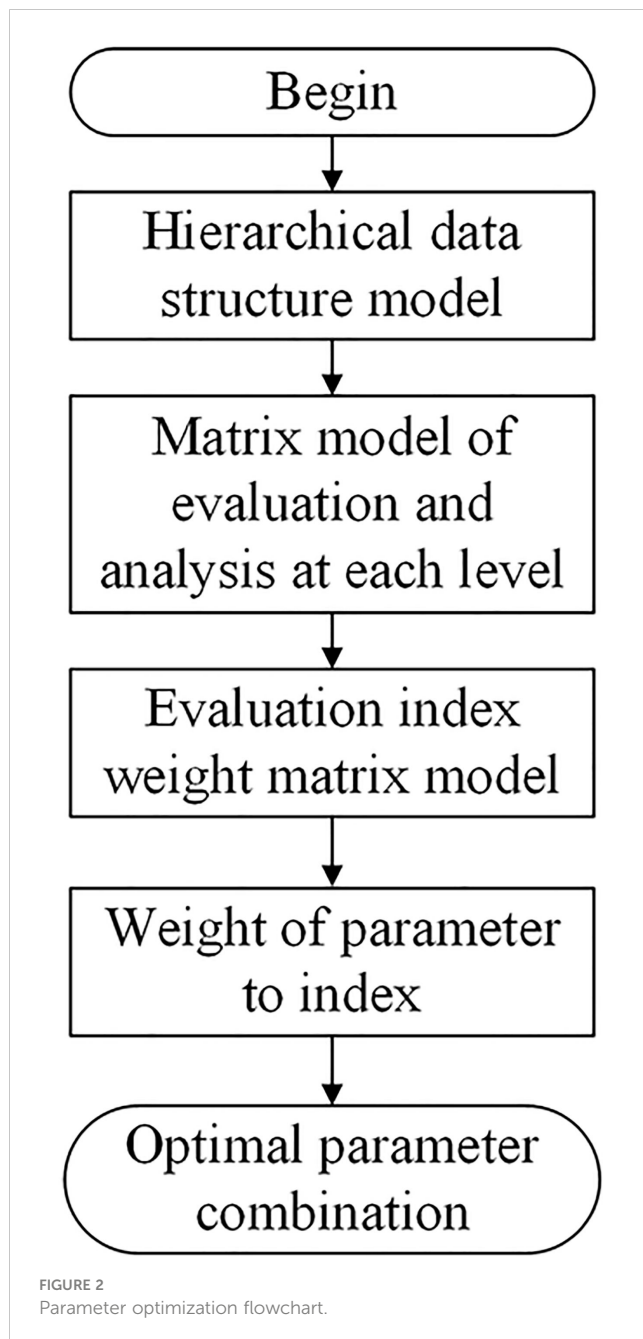 Begin
Hierarchical data
structure model
Matrix model of
evaluation and
analysis at each level
Evaluation index
weight matrix model
Weight of parameter
to index
Optimal parameter
combination
FIGURE 2
Parameter optimization flowchart.